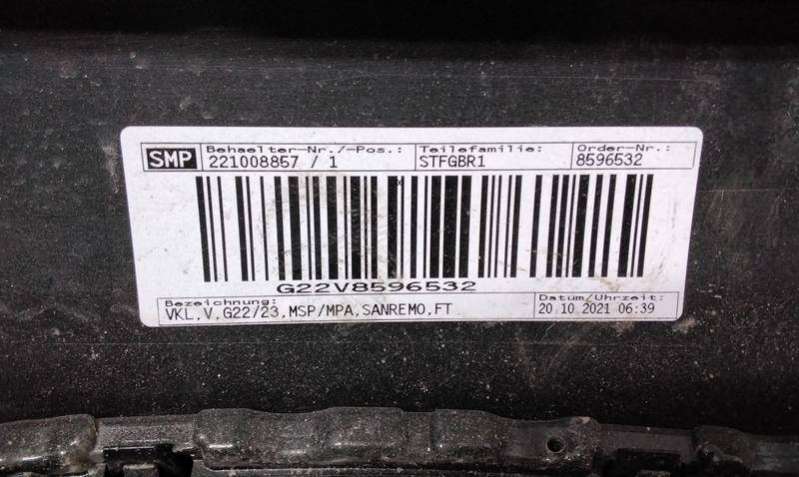 SMP Behaelter-Nr./-Pos.: Teilefamilie: Order-Nr.:
221008857 / 1 STFGBR1 8596532
G22V8596532
Bezeichnung: Datum/Uhrzeit:
VKL,V,G22/23,MSP/MPA,SANREMO,FT 20.10.2021 06:39